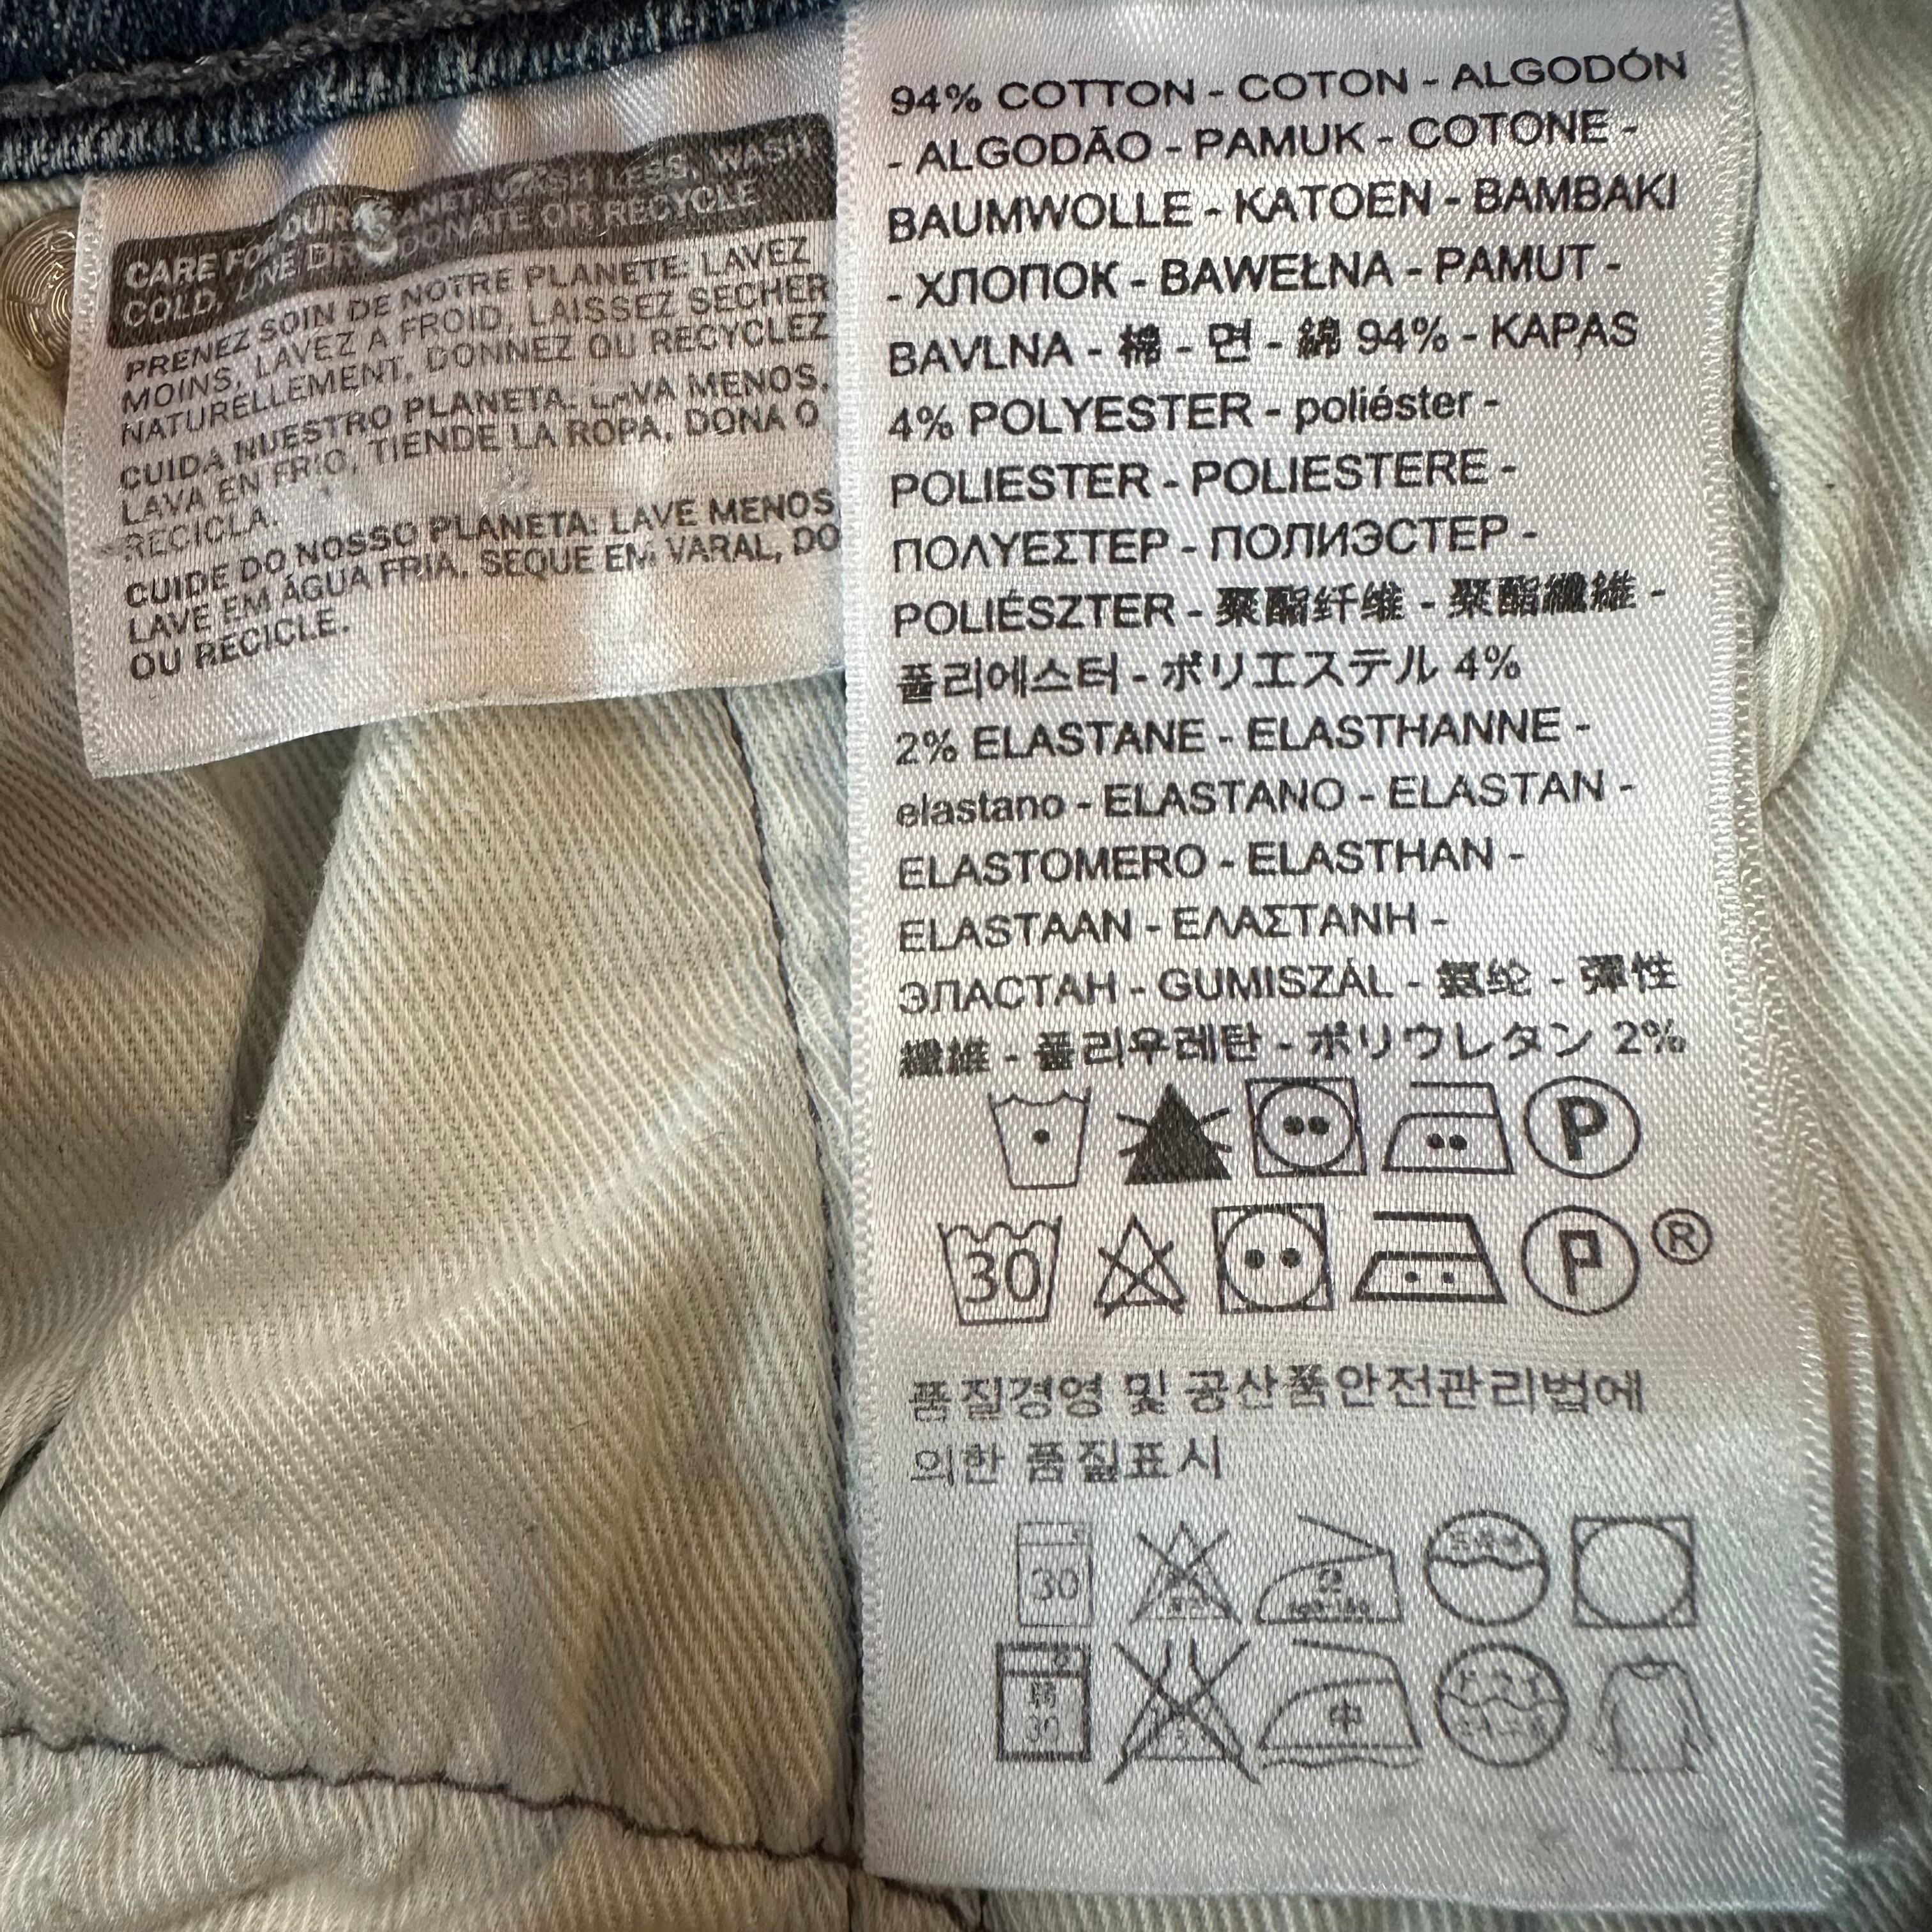 CARE FOR OUR PLANET, WASH LESS, WASH
COLD, LINE DRY, DONATE OR RECYCLE
PRENEZ SOIN DE NOTRE PLANETE: LAVEZ
MOINS, LAVEZ A FROID, LAISSEZ SECHER
NATURELLEMENT, DONNEZ OU RECYCLEZ
CUIDA NUESTRO PLANETA. LAVA MENOS,
LAVA EN FRIO, TIENDE LA ROPA, DONA O
RECICLA.
CUIDE DO NOSSO PLANETA: LAVE MENOS
LAVE EM ÁGUA FRIA, SEQUE EM VARAL, DO
OU RECICLE.
94% COTTON - COTON - ALGODÓN
- ALGODÃO - PAMUK - COTONE -
BAUMWOLLE - KATOEN - BAMBAKI
- ХЛОПОК - BAWEŁNA - PAMUT -
BAVLNA - 棉 - 면 - 綿 94% - KAPAS
4% POLYESTER - poliéster -
POLIESTER - POLIESTERE -
ΠΟΛΥΕΣΤΕΡ - ПОЛИЭСТЕР -
POLIÉSZTER - 聚酯纤维 - 聚酯纖維 -
폴리에스터 - ポリエステル 4%
2% ELASTANE - ELASTHANNE -
elastano - ELASTANO - ELASTAN -
ELASTOMERO - ELASTHAN -
ELASTAAN - ΕΛΑΣΤΑΝΗ -
ЭЛАСТАН - GUMISZÁL - 氨纶 - 彈性
纖維 - 폴리우레탄 - ポリウレタン 2%
P
30 P ®
품질경영 및 공산품안전관리법에
의한 품질표시
30
30 中